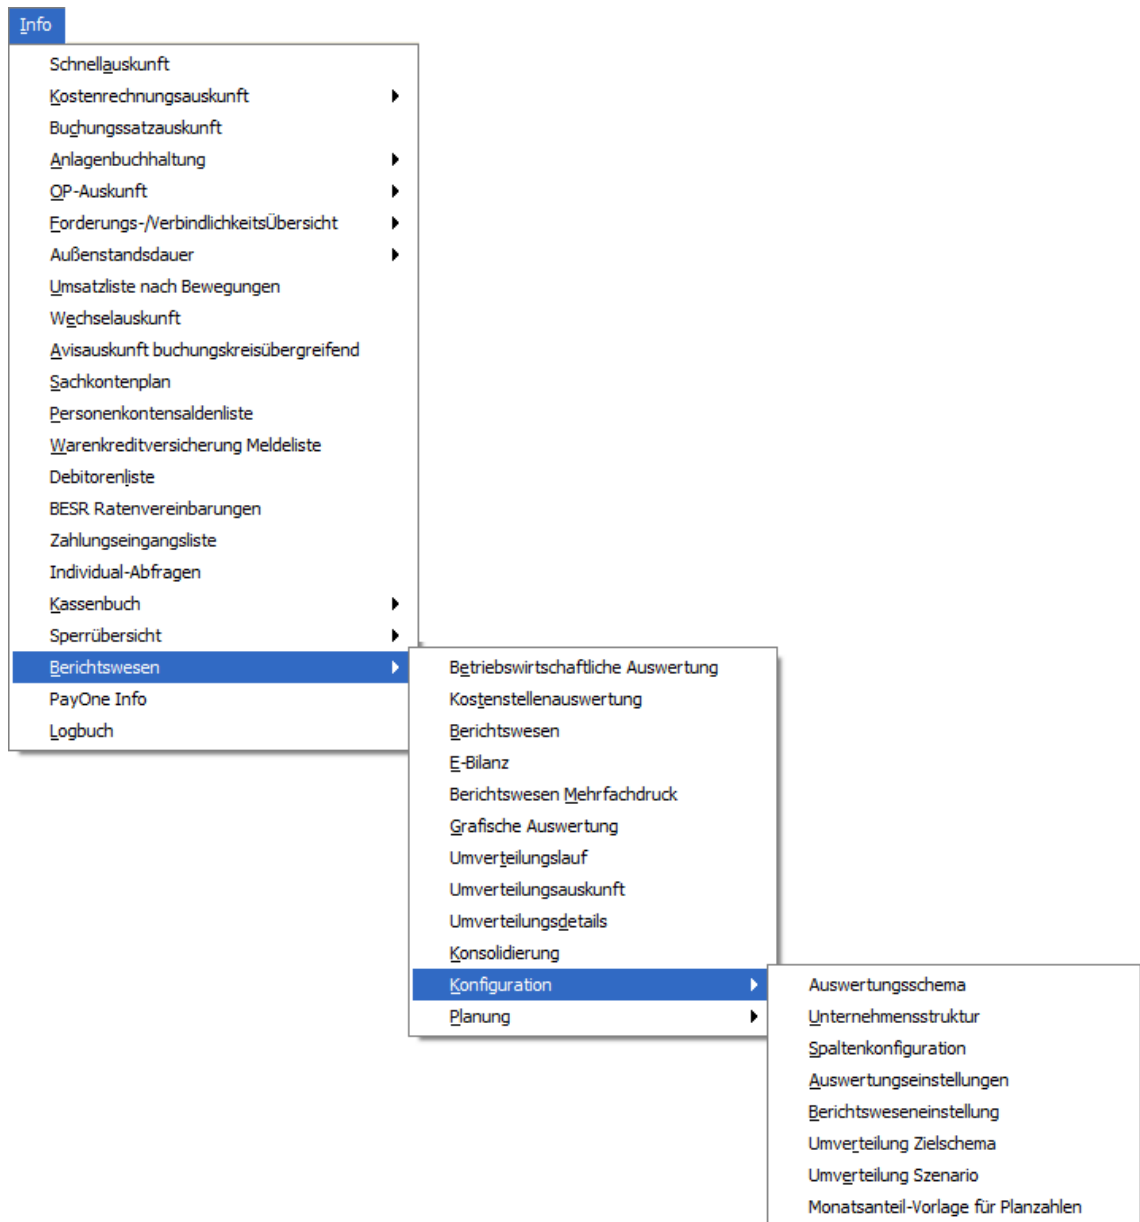 Info
Schnellauskunft
Kostenrechnungsauskunft
Buchungssatzauskunft
Anlagenbuchhaltung
OP-Auskunft
Forderungs-/VerbindlichkeitsÜbersicht
Außenstandsdauer
Umsatzliste nach Bewegungen
Wechselauskunft
Avisauskunft buchungskreisübergreifend
Sachkontenplan
Personenkontensaldenliste
Warenkreditversicherung Meldeliste
Debitorenliste
BESR Ratenvereinbarungen
Zahlungseingangsliste
Individual-Abfragen
Kassenbuch
Sperrübersicht
Berichtswesen
PayOne Info
Logbuch
Betriebswirtschaftliche Auswertung
Kostenstellenauswertung
Berichtswesen
E-Bilanz
Berichtswesen Mehrfachdruck
Grafische Auswertung
Umverteilungslauf
Umverteilungsauskunft
Umverteilungsdetails
Konsolidierung
Konfiguration
Planung
Auswertungsschema
Unternehmensstruktur
Spaltenkonfiguration
Auswertungseinstellungen
Berichtsweseneinstellung
Umverteilung Zielschema
Umverteilung Szenario
Monatsanteil-Vorlage für Planzahlen